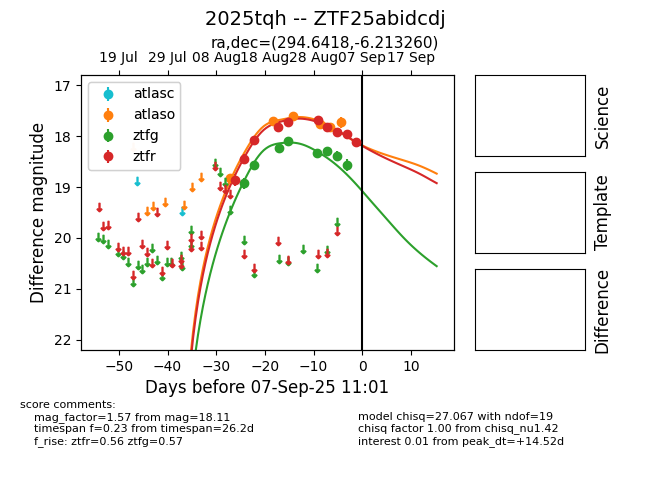 2025tqh -- ZTF25abidcdj
ra,dec=(294.6418,-6.213260)
19 Jul 29 Jul 08 Aug 18 Aug 28 Aug 07 Sep 17 Sep
17
18
19
20
21
22
Difference magnitude
atlasc
atlaso
ztfg
ztfr
−50 −40 −30 −20 −10 0 10
Days before 07-Sep-25 11:01
Science
Template
Difference
score comments:
mag_factor=1.57 from mag=18.11
timespan f=0.23 from timespan=26.2d
f_rise: ztfr=0.56 ztfg=0.57
model chisq=27.067 with ndof=19
chisq factor 1.00 from chisq_nu1.42
interest 0.01 from peak_dt=+14.52d